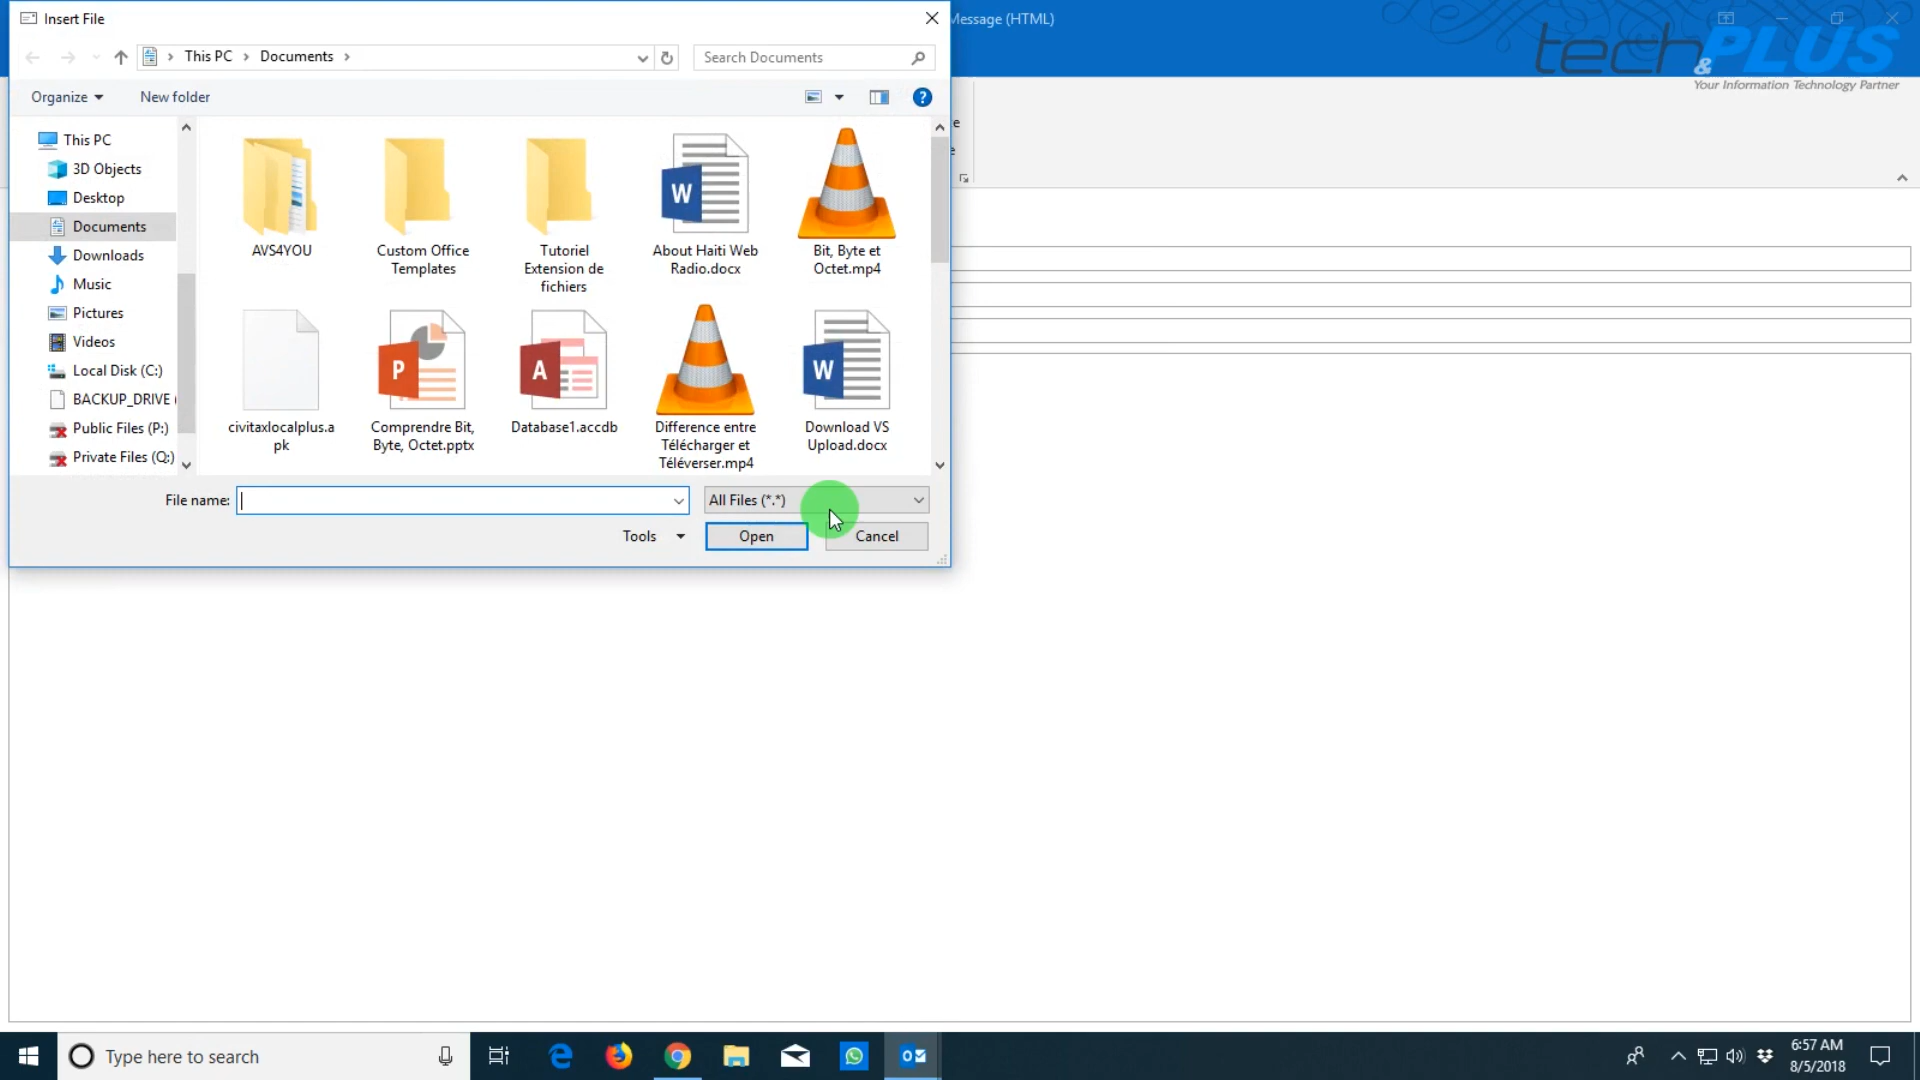 Insert File
Message (HTML)
tech&PLUS
Your Information Technology Partner
This PC
Documents
Search Documents
Organize
New folder
This PC
3D Objects
Desktop
Documents
Downloads
Music
Pictures
Videos
Local Disk (C:)
BACKUP_DRIVE (
Public Files (P:)
Private Files (Q:)
AVS4YOU
Custom Office
Templates
Tutoriel
Extension de
fichiers
About Haiti Web
Radio.docx
Bit, Byte et
Octet.mp4
civitaxlocalplus.a
pk
Comprendre Bit,
Byte, Octet.pptx
Database1.accdb
Difference entre
Télécharger et
Téléverser.mp4
Download VS
Upload.docx
File name:
All Files (*.*)
Tools
Open
Cancel
Type here to search
6:57 AM
8/5/2018